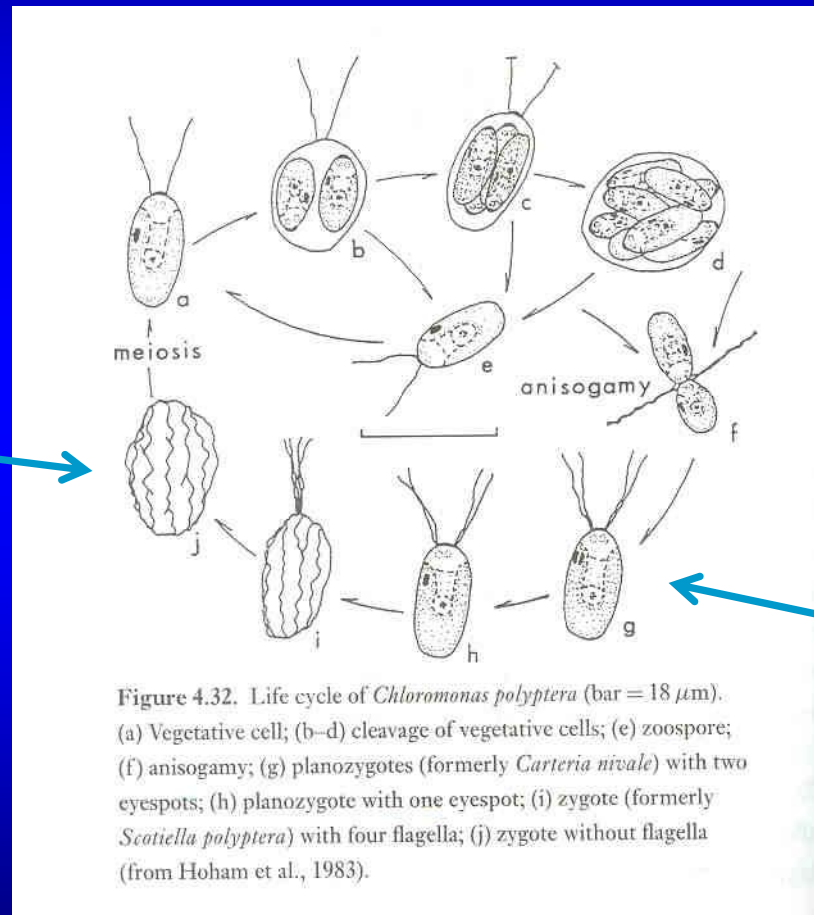 a
b
c
d
meiosis
e
anisogamy
f
j
i
h
g
Figure 4.32. Life cycle of Chloromonas polyptera (bar = 18 μm).
(a) Vegetative cell; (b–d) cleavage of vegetative cells; (e) zoospore;
(f) anisogamy; (g) planozygotes (formerly Carteria nivale) with two
eyespots; (h) planozygote with one eyespot; (i) zygote (formerly
Scotiella polyptera) with four flagella; (j) zygote without flagella
(from Hoham et al., 1983).